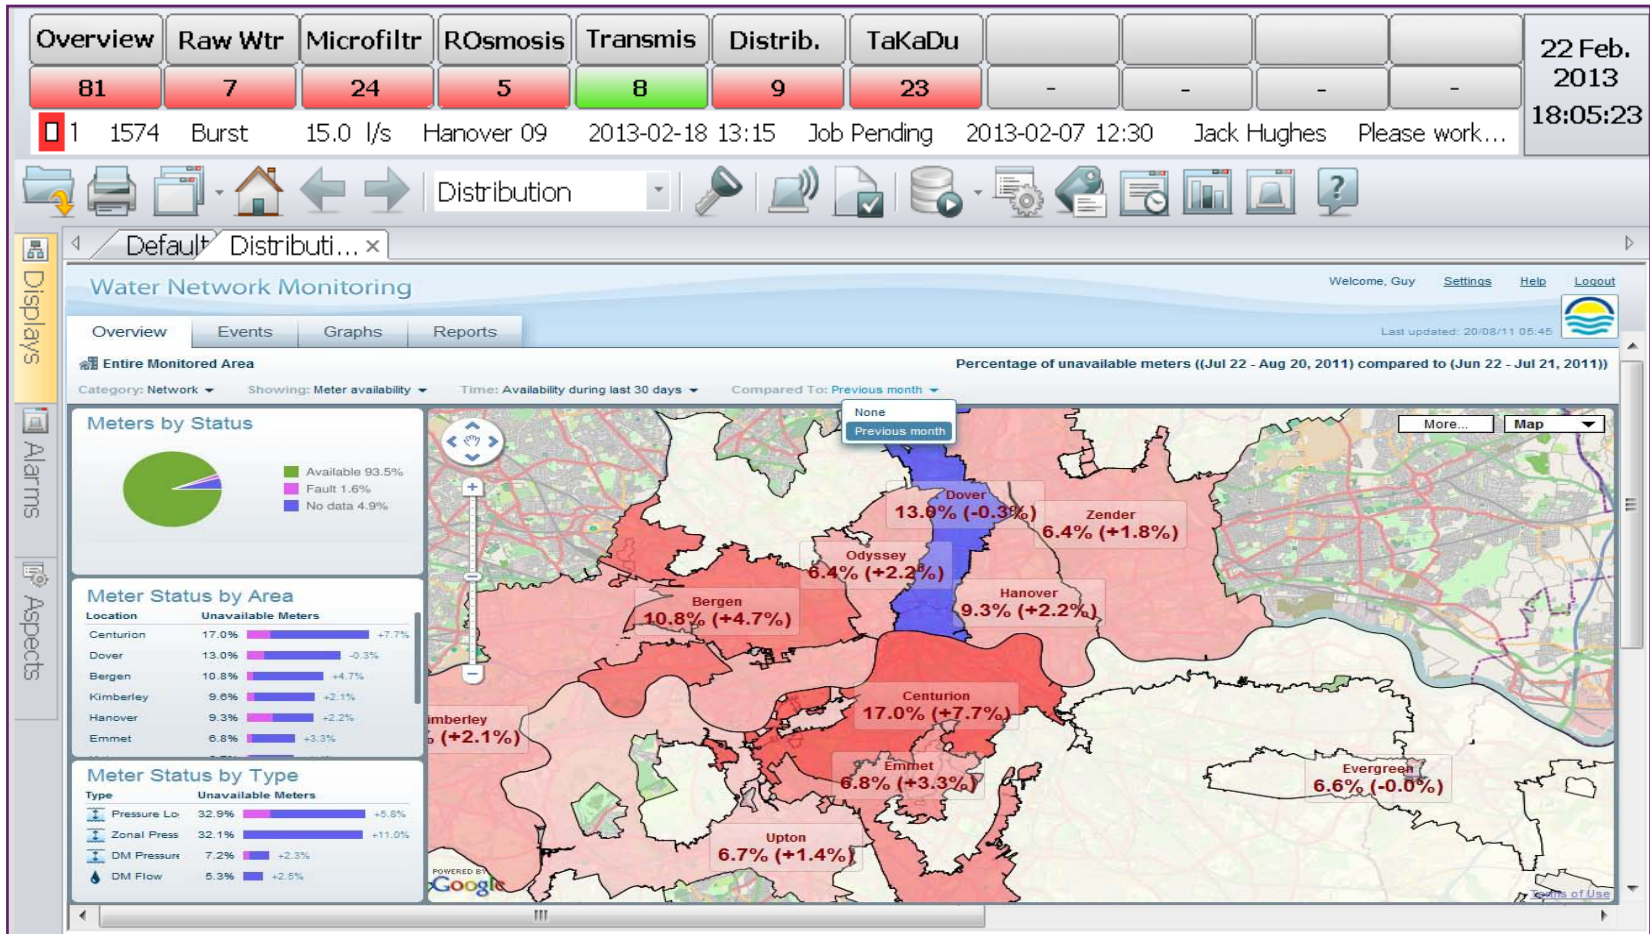 Overview Raw Wtr Microfiltr ROsmosis Transmis Distrib. TaKaDu
81 7 24 5 8 9 23 - - - -
22 Feb.
2013
18:05:23
1 1574 Burst 15.0 l/s Hanover 09 2013-02-18 13:15 Job Pending 2013-02-07 12:30 Jack Hughes Please work...
Distribution
Default Distributi... ×
Displays
Alarms
Aspects
Water Network Monitoring
Welcome, Guy Settings Help Logout
Overview Events Graphs Reports
Last updated: 20/08/11 05:45
Entire Monitored Area
Percentage of unavailable meters ((Jul 22 - Aug 20, 2011) compared to (Jun 22 - Jul 21, 2011))
Category: Network Showing: Meter availability Time: Availability during last 30 days Compared To: Previous month
None
Previous month
Meters by Status
Available 93.5%
Fault 1.6%
No data 4.9%
Meter Status by Area
Location Unavailable Meters
Centurion 17.0% +7.7%
Dover 13.0% -0.3%
Bergen 10.8% +4.7%
Kimberley 9.6% +2.1%
Hanover 9.3% +2.2%
Emmet 6.8% +3.3%
Meter Status by Type
Type Unavailable Meters
Pressure Lo 32.9% +5.8%
Zonal Press 32.1% +11.0%
DM Pressure 7.2% +2.3%
DM Flow 5.3% +2.5%
More... Map
Dover
13.0% (-0.3%)
Zender
6.4% (+1.8%)
Odyssey
6.4% (+2.2%)
Hanover
9.3% (+2.2%)
Bergen
10.8% (+4.7%)
Centurion
17.0% (+7.7%)
imberley
(+2.1%)
Emmet
6.8% (+3.3%)
Evergreen
6.6% (-0.0%)
Upton
6.7% (+1.4%)
POWERED BY
Google
Terms of Use